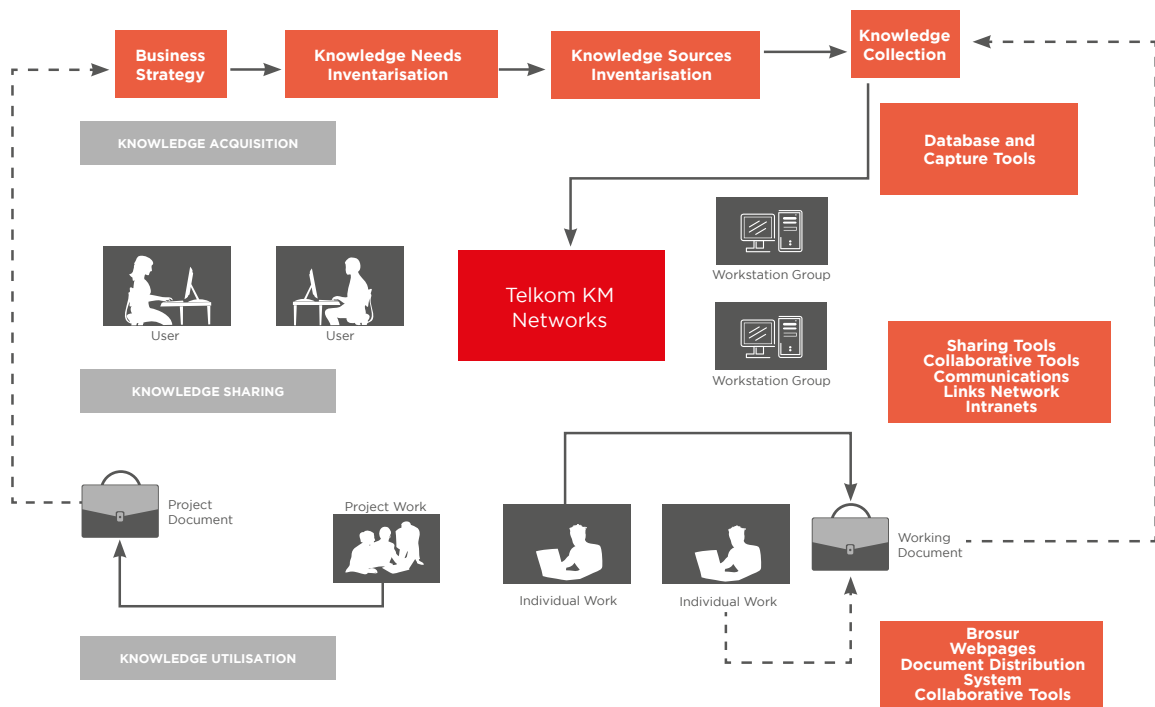 Business
Strategy
Knowledge Needs
Inventarisation
Knowledge Sources
Inventarisation
Knowledge
Collection
KNOWLEDGE ACQUISITION
Database and
Capture Tools
Workstation Group
Telkom KM
Networks
User
User
Workstation Group
KNOWLEDGE SHARING
Sharing Tools
Collaborative Tools
Communications
Links Network
Intranets
Project
Document
Project Work
Individual Work
Individual Work
Working
Document
KNOWLEDGE UTILISATION
Brosur
Webpages
Document Distribution
System
Collaborative Tools